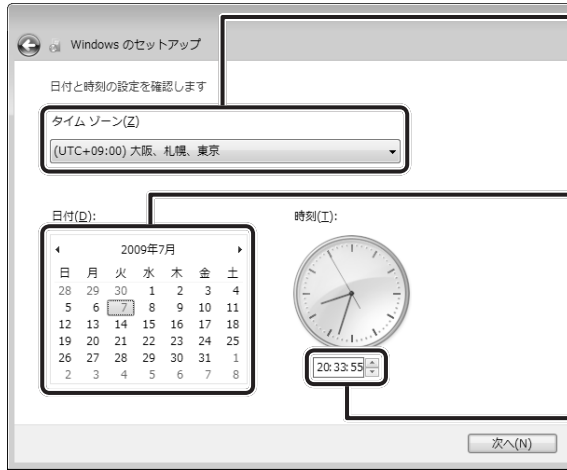 Windows のセットアップ
日付と時刻の設定を確認します
タイム ゾーン(Z)
(UTC+09:00) 大阪、札幌、東京
日付(D):
時刻(T):
2009年7月
日 月 火 水 木 金 土
28 29 30 1 2 3 4
5 6 7 8 9 10 11
12 13 14 15 16 17 18
19 20 21 22 23 24 25
26 27 28 29 30 31 1
2 3 4 5 6 7 8
20:33:55
次へ(N)